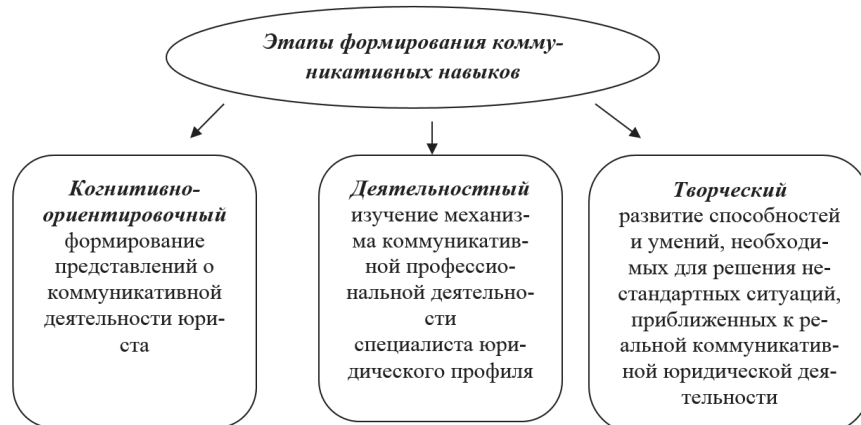 Этапы формирования комму-
никативных навыков
Когнитивно-
ориентировочный
формирование
представлений о
коммуникативной
деятельности юри-
ста
Деятельностный
изучение механиз-
ма коммуникатив-
ной профессио-
нальной деятельно-
сти
специалиста юри-
дического профиля
Творческий
развитие способностей
и умений, необходи-
мых для решения не-
стандартных ситуаций,
приближенных к ре-
альной коммуникатив-
ной юридической дея-
тельности